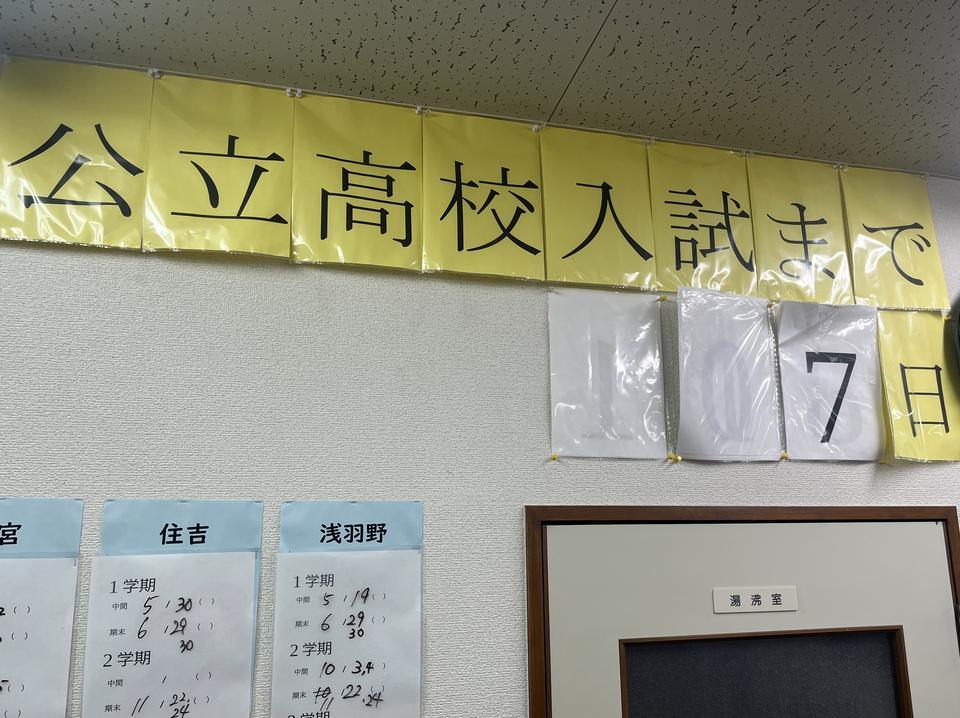 公立高校入試まで
7日
宮
住吉
1学期
中間 5 / 30 ( )
期末 6 / 29
30
2学期
中間 / ( )
期末 11 / 22,
24
浅羽野
1学期
中間 5 / 19 ( )
期末 6 / 29
30
2学期
中間 10 / 3,4
期末 11 / 22
.24
湯沸室